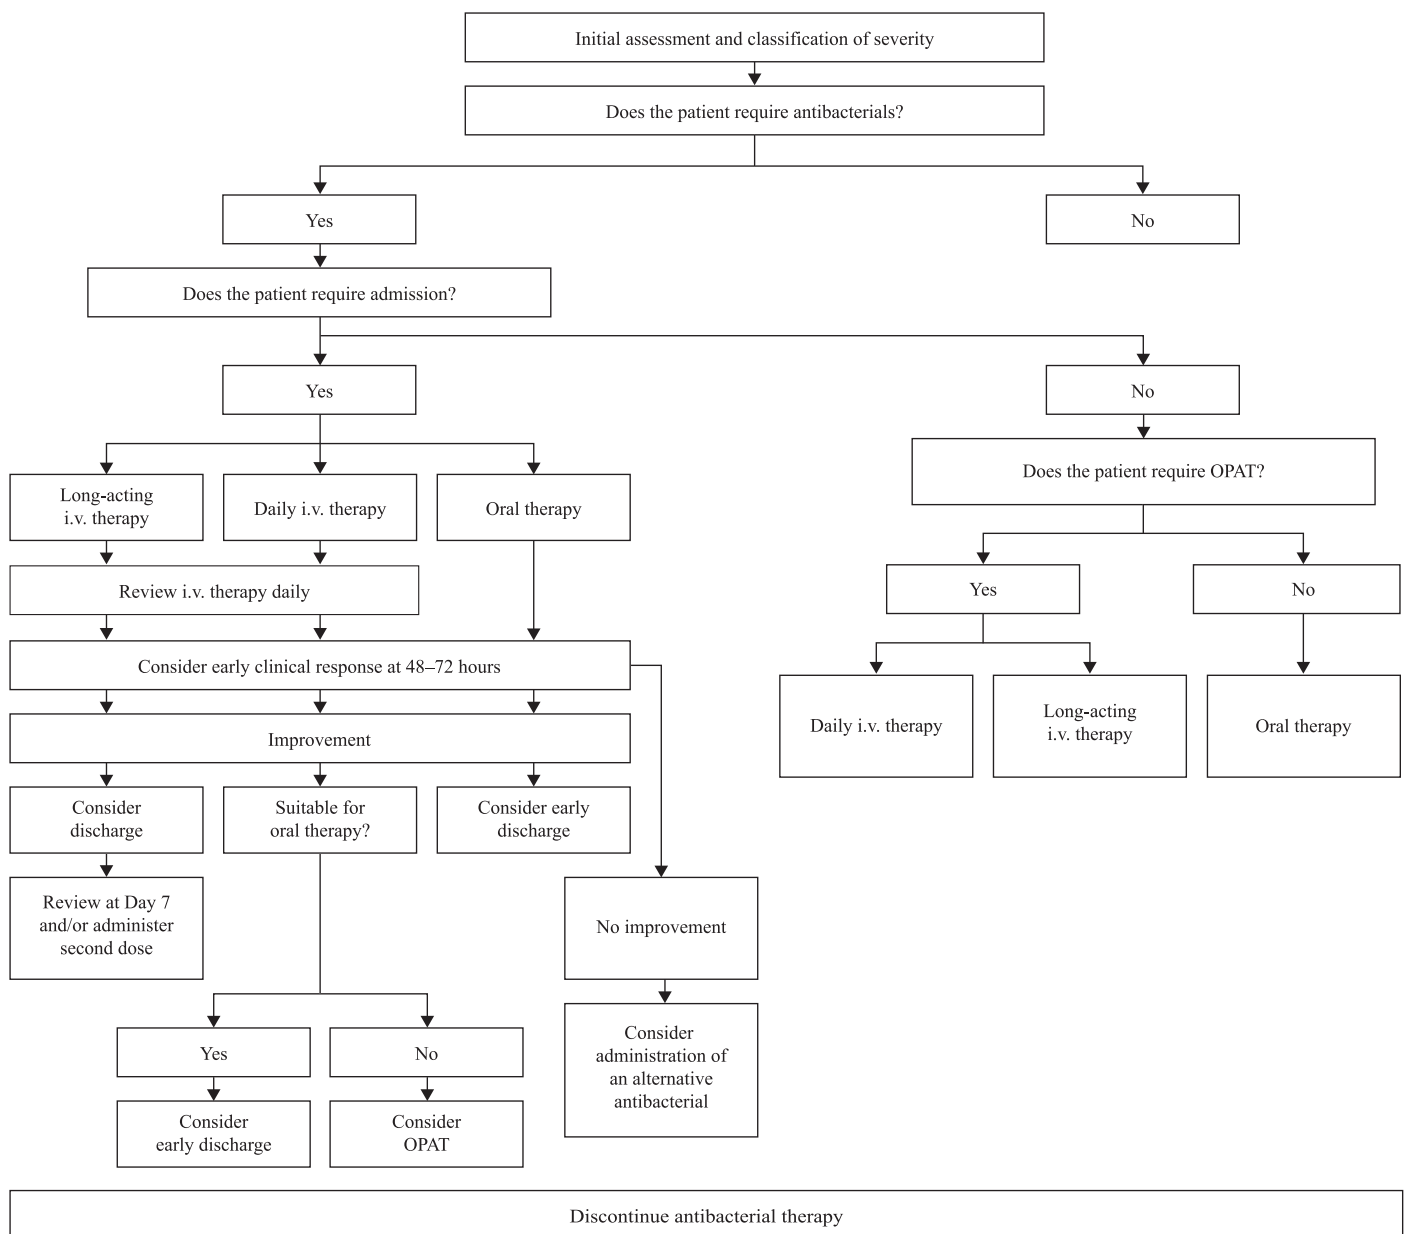 Initial assessment and classification of severity
Does the patient require antibacterials?
Yes
No
Does the patient require admission?
Yes
No
Does the patient require OPAT?
Long-acting
i.v. therapy
Daily i.v. therapy
Oral therapy
Review i.v. therapy daily
Yes
No
Consider early clinical response at 48–72 hours
Daily i.v. therapy
Long-acting
i.v. therapy
Oral therapy
Improvement
Consider
discharge
Suitable for
oral therapy?
Consider early
discharge
Review at Day 7
and/or administer
second dose
No improvement
Yes
No
Consider
administration of
an alternative
antibacterial
Consider
early discharge
Consider
OPAT
Discontinue antibacterial therapy